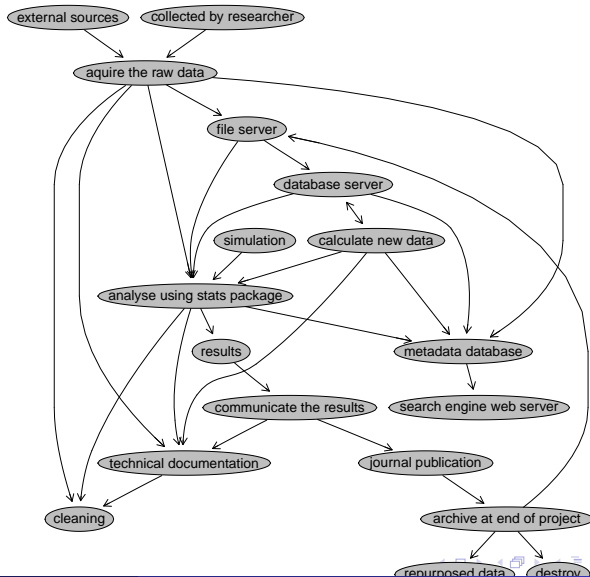 external sources
collected by researcher
aquire the raw data
file server
database server
simulation
calculate new data
analyse using stats package
results
metadata database
communicate the results
search engine web server
technical documentation
journal publication
cleaning
archive at end of project
repurposed data
destroy